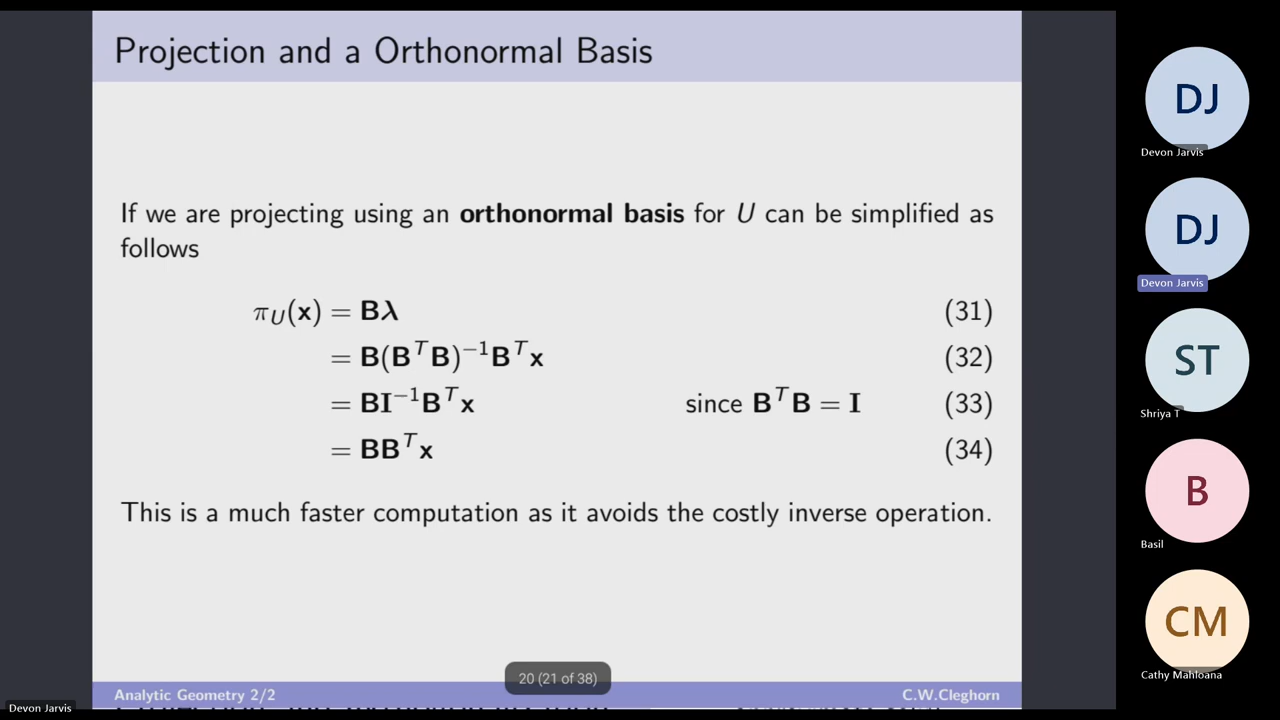 Projection and a Orthonormal Basis
If we are projecting using an orthonormal basis for U can be simplified as
follows
π_U(x) = Bλ (31)
= B(B^T B)^{-1}B^T x (32)
= BI^{-1}B^T x since B^T B = I (33)
= BB^T x (34)
This is a much faster computation as it avoids the costly inverse operation.
20 (21 of 38)
Analytic Geometry 2/2 C.W.Cleghorn
Devon Jarvis
DJ
Devon Jarvis
DJ
Devon Jarvis
ST
Shriya T
B
Basil
CM
Cathy Mahloana